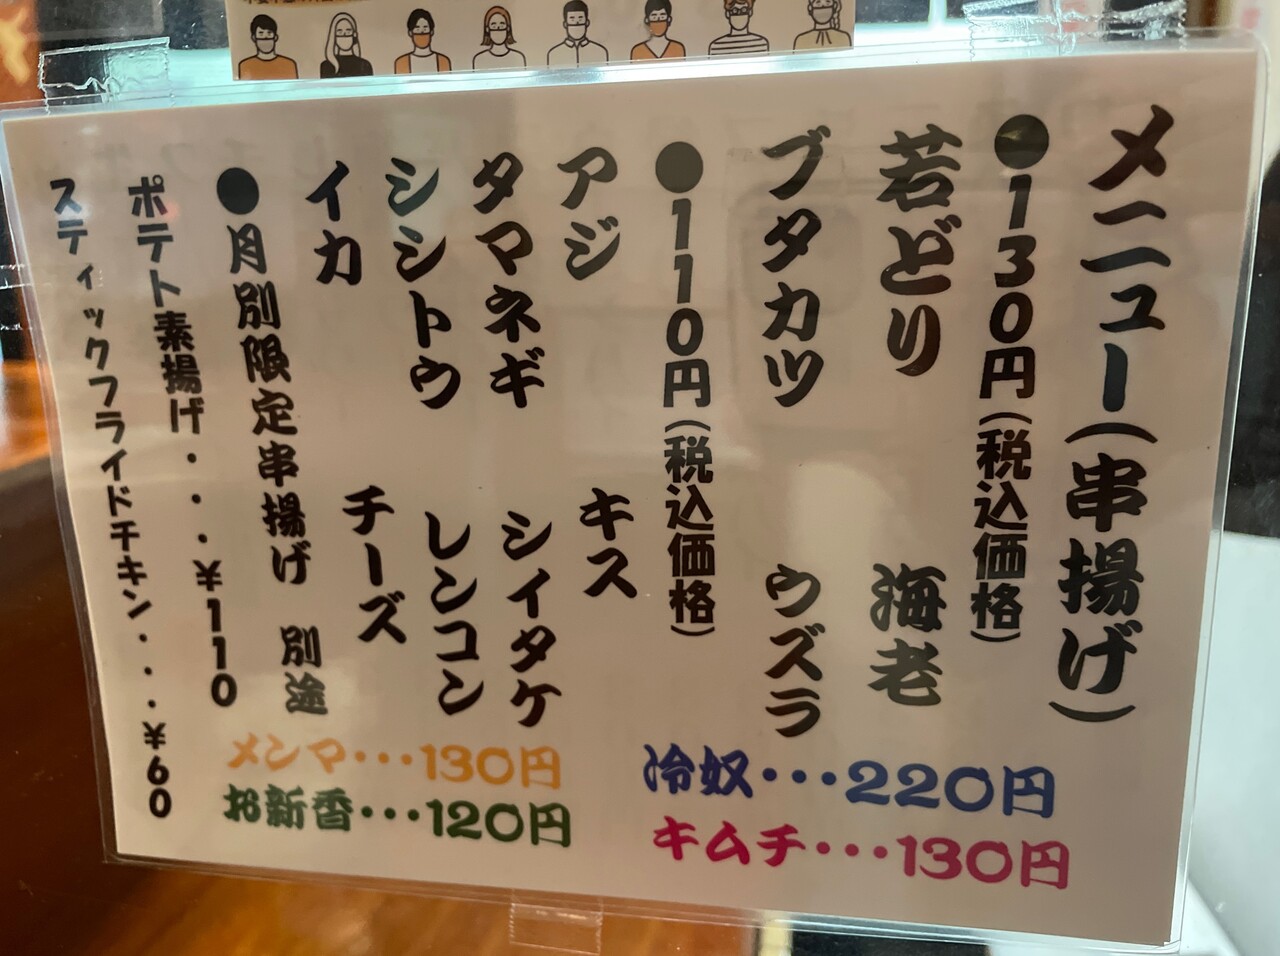 メニュー(串揚げ)
●130円(税込価格)
若どり　海老
ブタカツ　ウズラ
●110円(税込価格)
アジ　キス
タマネギ　シイタケ
シシトウ　レンコン
イカ　チーズ
●月別限定串揚げ　別途
ポテト素揚げ・・・¥110
スティックフライドチキン・・・¥60
冷奴・・・220円
キムチ・・・130円
メンマ・・・130円
お新香・・・120円